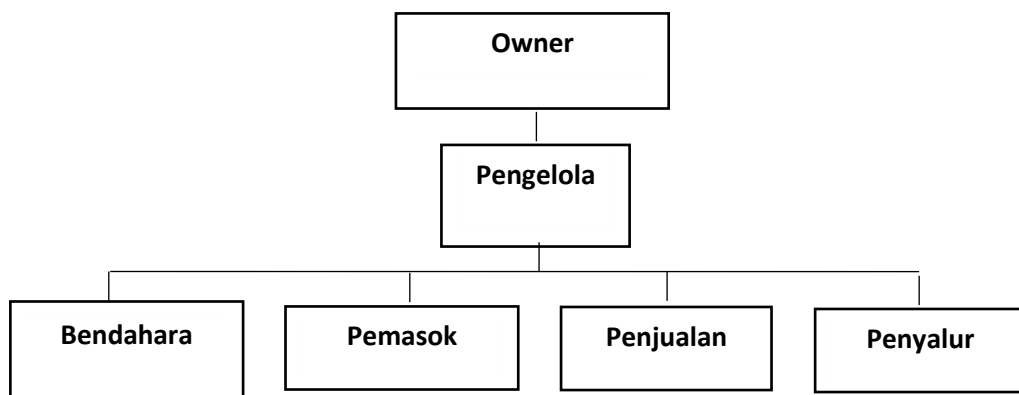 Owner
Pengelola
Bendahara
Pemasok
Penjualan
Penyalur